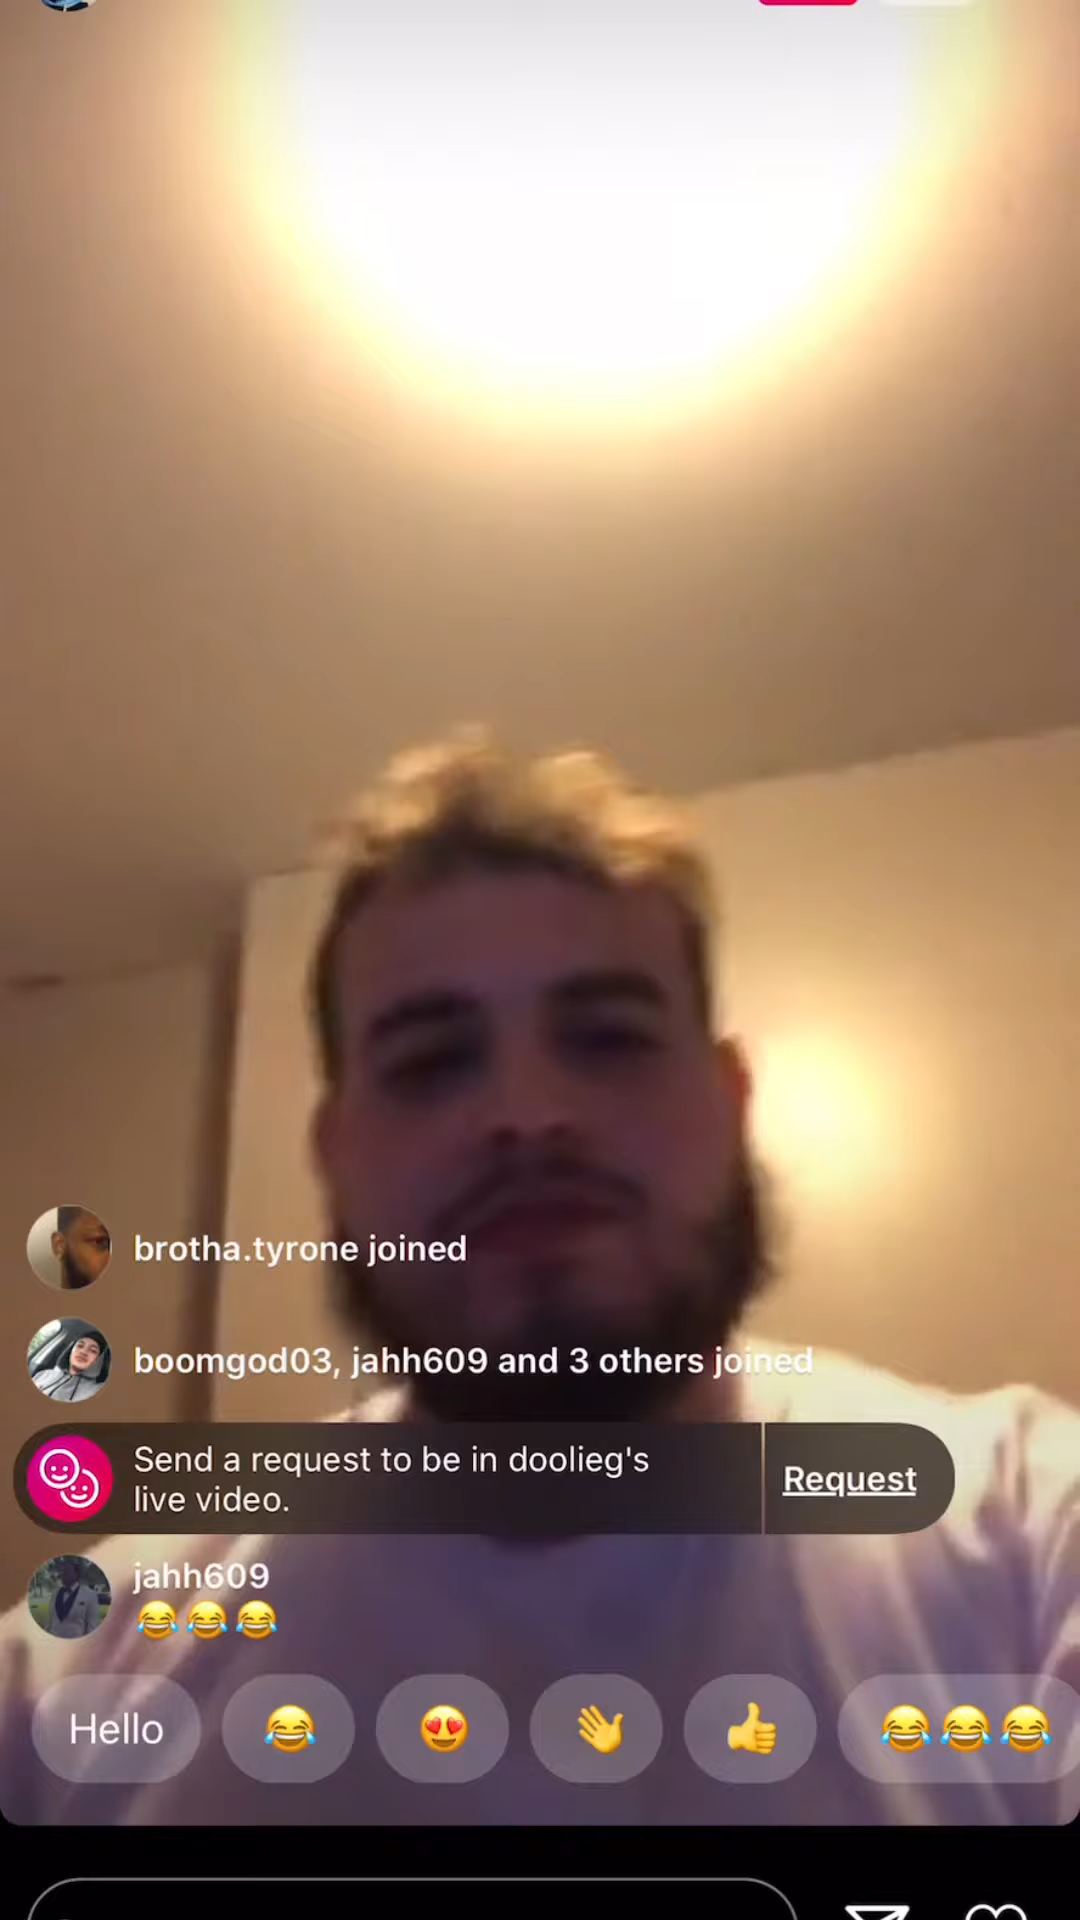 brotha.tyrone joined
boomgod03, jahh609 and 3 others joined
Send a request to be in doolieg's
live video.
Request
jahh609
😂😂😂
Hello
😂
😍
👋
👍
😂😂😂